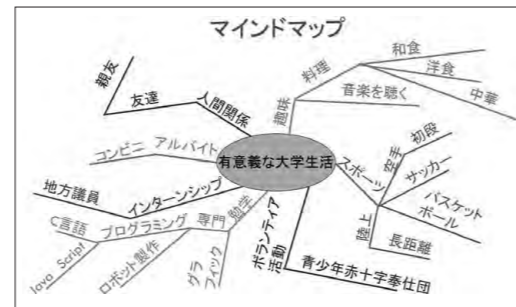 マインドマップ
親友
友達
人間関係
和食
洋食
中華
料理
音楽を聴く
趣味
コンビニ
アルバイト
有意義な大学生活
スポーツ
空手
初段
サッカー
バスケット
ボール
陸上
長距離
地方議員
インターンシップ
C言語
プログラミング
専門
勉学
Java Script
ロボット製作
グラ
フィック
ボランティア
活動
青少年赤十字奉仕団